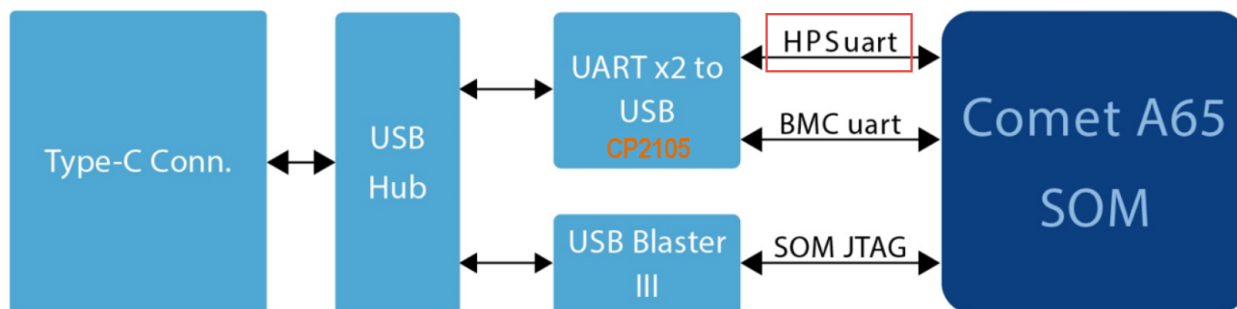 Type-C Conn.
USB
Hub
UART x2 to
USB
CP2105
USB Blaster
III
HPS uart
BMC uart
SOM JTAG
Comet A65
SOM